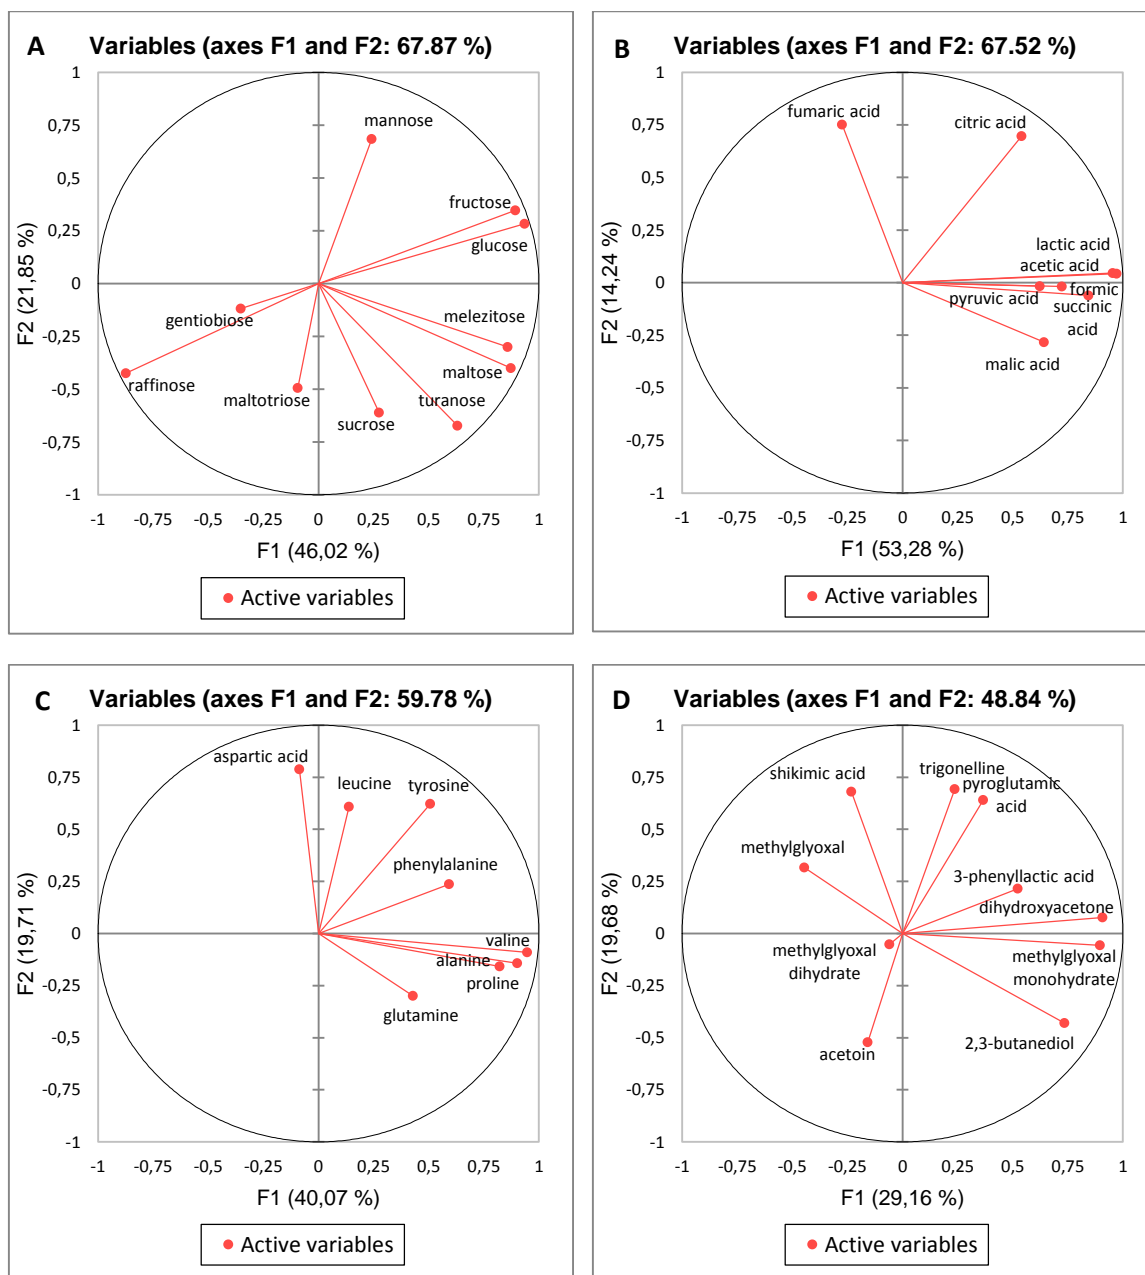 A Variables (axes F1 and F2: 67.87 %)
1
0,75
0,5
0,25
0
-0,25
-0,5
-0,75
-1
F2 (21,85 %)
mannose
fructose
glucose
gentiobiose
melezitose
raffinose
maltotriose
maltose
turanose
sucrose
-1 -0,75 -0,5 -0,25 0 0,25 0,5 0,75 1
F1 (46,02 %)
Active variables
B Variables (axes F1 and F2: 67.52 %)
1
0,75
0,5
0,25
0
-0,25
-0,5
-0,75
-1
F2 (14,24 %)
fumaric acid
citric acid
lactic acid
acetic acid
pyruvic acid
formic
succinic
acid
malic acid
-1 -0,75 -0,5 -0,25 0 0,25 0,5 0,75 1
F1 (53,28 %)
Active variables
C Variables (axes F1 and F2: 59.78 %)
1
0,75
0,5
0,25
0
-0,25
-0,5
-0,75
-1
F2 (19,71 %)
aspartic acid
leucine
tyrosine
phenylalanine
valine
alanine
proline
glutamine
-1 -0,75 -0,5 -0,25 0 0,25 0,5 0,75 1
F1 (40,07 %)
Active variables
D Variables (axes F1 and F2: 48.84 %)
1
0,75
0,5
0,25
0
-0,25
-0,5
-0,75
-1
F2 (19,68 %)
shikimic acid
trigonelline
pyroglutamic
acid
methylglyoxal
3-phenyllactic acid
dihydroxyacetone
methylglyoxal
dihydrate
methylglyoxal
monohydrate
acetoin
2,3-butanediol
-1 -0,75 -0,5 -0,25 0 0,25 0,5 0,75 1
F1 (29,16 %)
Active variables